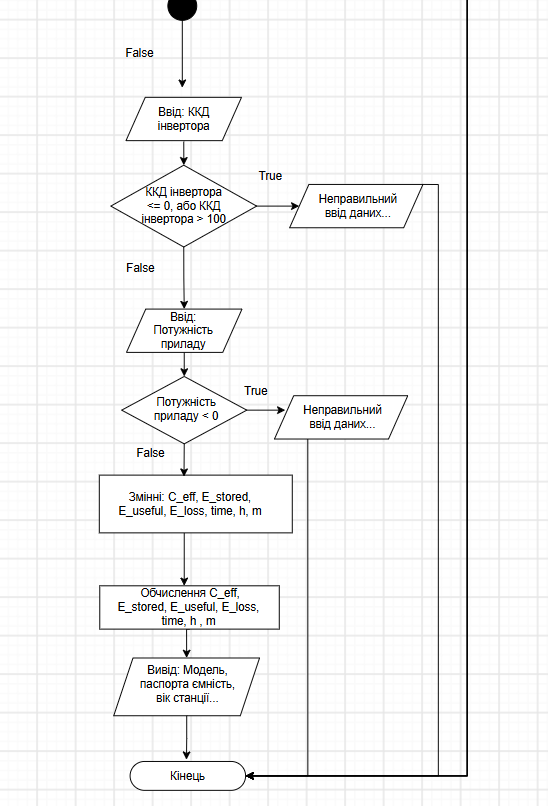 False
Ввід: ККД
інвертора
True
ККД інвертора
<= 0, або ККД
інвертора > 100
Неправильний
ввід даних...
False
Ввід:
Потужність
приладу
True
Потужність
приладу < 0
Неправильний
ввід даних...
False
Змінні: C_eff, E_stored,
E_useful, E_loss, time, h, m
Обчислення C_eff,
E_stored, E_useful, E_loss,
time, h , m
Вивід: Модель,
паспорта ємність,
вік станції...
Кінець